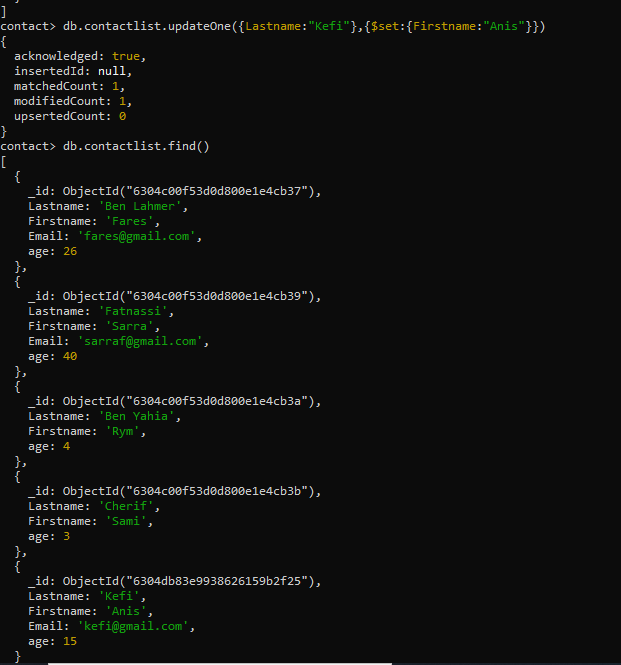 ]
contact> db.contactlist.updateOne({Lastname:"Kefi"},{$set:{Firstname:"Anis"}})
{
  acknowledged: true,
  insertedId: null,
  matchedCount: 1,
  modifiedCount: 1,
  upsertedCount: 0
}
contact> db.contactlist.find()
[
  {
    _id: ObjectId("6304c00f53d0d800e1e4cb37"),
    Lastname: 'Ben Lahmer',
    Firstname: 'Fares',
    Email: 'fares@gmail.com',
    age: 26
  },
  {
    _id: ObjectId("6304c00f53d0d800e1e4cb39"),
    Lastname: 'Fatnassi',
    Firstname: 'Sarra',
    Email: 'sarraf@gmail.com',
    age: 40
  },
  {
    _id: ObjectId("6304c00f53d0d800e1e4cb3a"),
    Lastname: 'Ben Yahia',
    Firstname: 'Rym',
    age: 4
  },
  {
    _id: ObjectId("6304c00f53d0d800e1e4cb3b"),
    Lastname: 'Cherif',
    Firstname: 'Sami',
    age: 3
  },
  {
    _id: ObjectId("6304db83e9938626159b2f25"),
    Lastname: 'Kefi',
    Firstname: 'Anis',
    Email: 'kefi@gmail.com',
    age: 15
  }